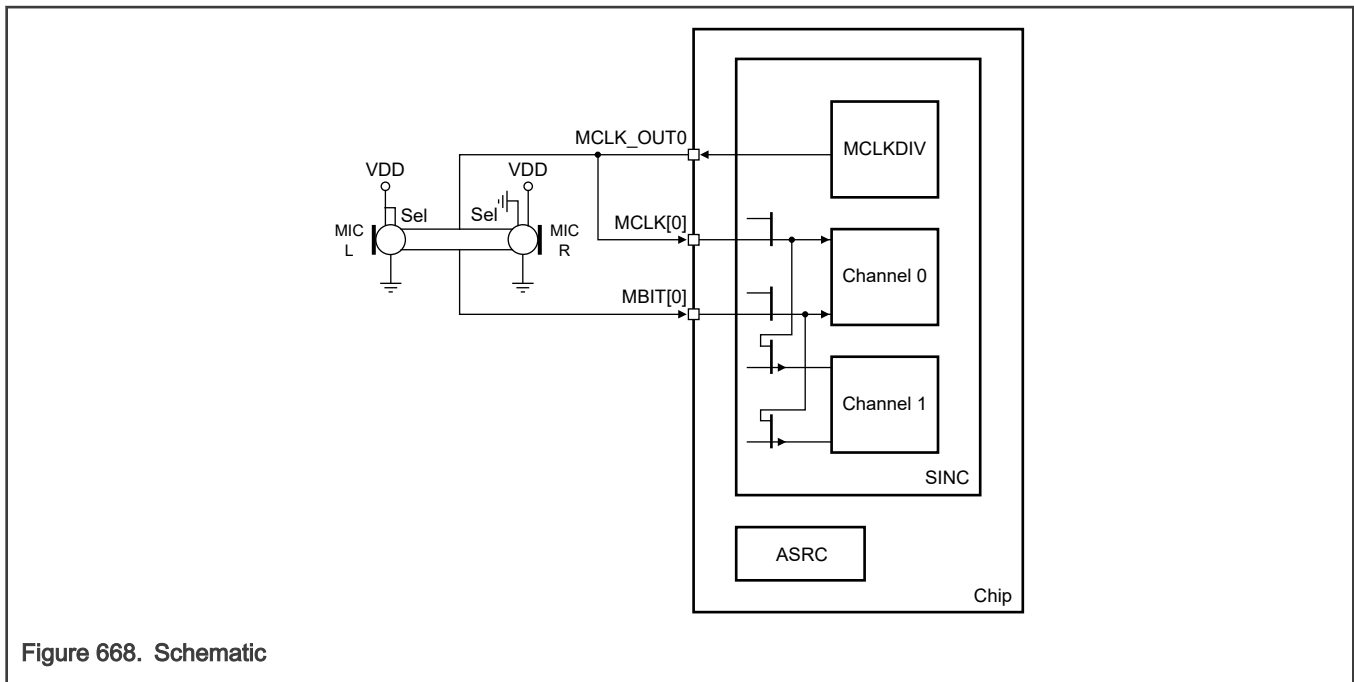 MCLK_OUT0
MCLKDIV
VDD
VDD
Sel
Sel
MIC
L
MIC
R
MCLK[0]
Channel 0
MBIT[0]
Channel 1
SINC
ASRC
Chip
Figure 668. Schematic